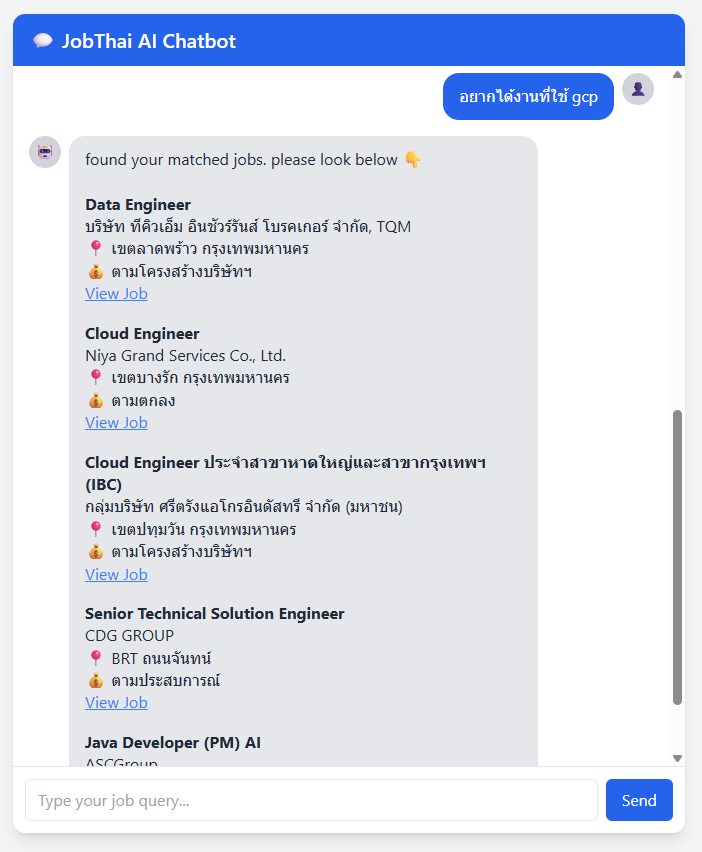 JobThai AI Chatbot
อยากได้งานที่ใช้ gcp
found your matched jobs. please look below 👇
Data Engineer
บริษัท ทีคิวเอ็ม อินชัวร์รันส์ โบรคเกอร์ จำกัด, TQM
📍 เขตลาดพร้าว กรุงเทพมหานคร
💰 ตามโครงสร้างบริษัทฯ
View Job
Cloud Engineer
Niya Grand Services Co., Ltd.
📍 เขตบางรัก กรุงเทพมหานคร
💰 ตามตกลง
View Job
Cloud Engineer ประจำสาขาหาดใหญ่และสาขากรุงเทพฯ
(IBC)
กลุ่มบริษัท ศรีตรังแอโกรอินดัสทรี จำกัด (มหาชน)
📍 เขตปทุมวัน กรุงเทพมหานคร
💰 ตามโครงสร้างบริษัทฯ
View Job
Senior Technical Solution Engineer
CDG GROUP
📍 BRT ถนนจันทน์
💰 ตามประสบการณ์
View Job
Java Developer (PM) AI
ASCGroup
Type your job query...
Send